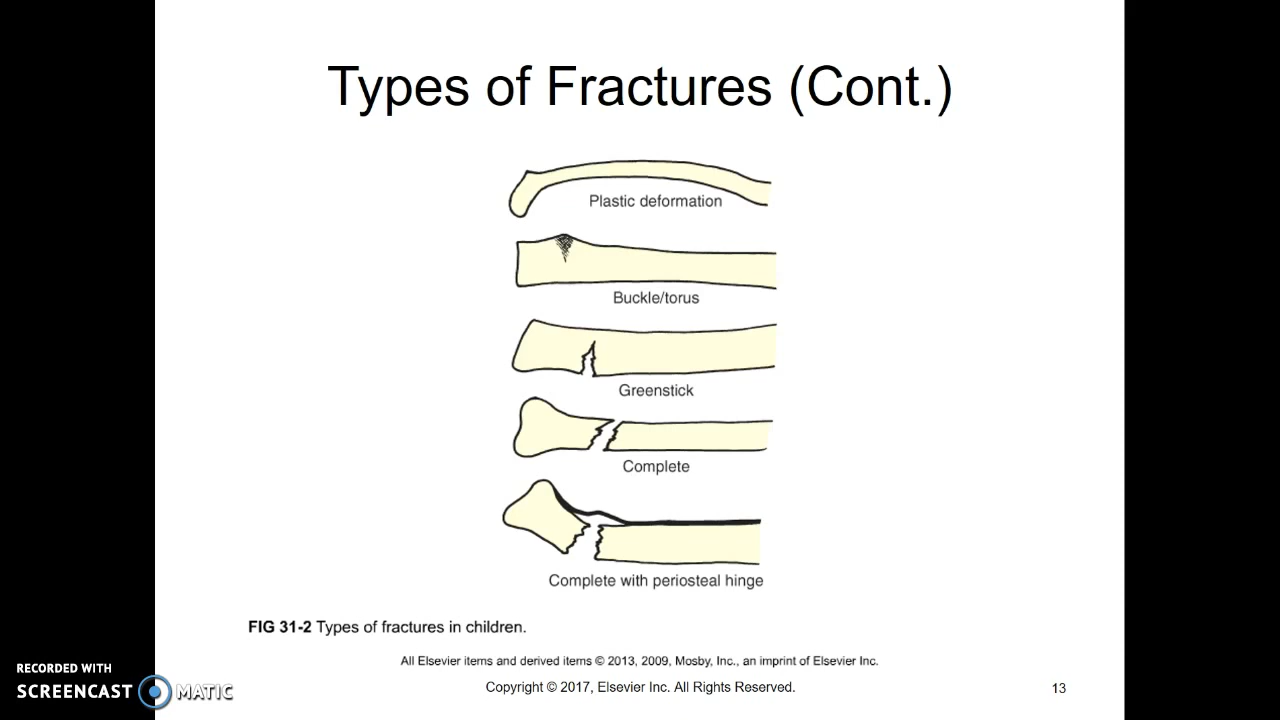 Types of Fractures (Cont.)
Plastic deformation
Buckle/torus
Greenstick
Complete
Complete with periosteal hinge
FIG 31-2 Types of fractures in children.
All Elsevier items and derived items © 2013, 2009, Mosby, Inc., an imprint of Elsevier Inc.
Copyright © 2017, Elsevier Inc. All Rights Reserved.
13
RECORDED WITH
SCREENCAST MATIC